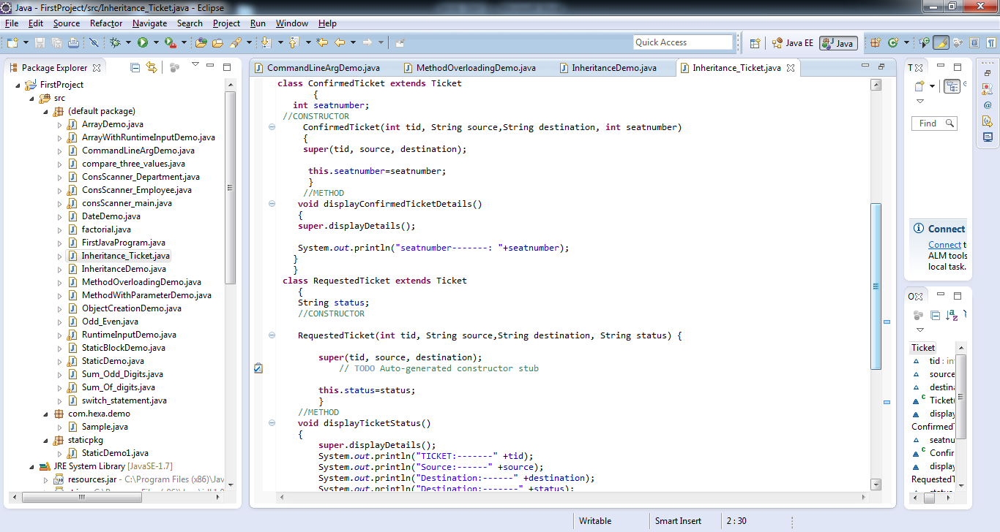 Java - FirstProject/src/Inheritance_Ticket.java - Eclipse
File Edit Source Refactor Navigate Search Project Run Window Help
Quick Access
Java EE
Java
Package Explorer
FirstProject
src
(default package)
ArrayDemo.java
ArrayWithRuntimeInputDemo.java
CommandLineArgDemo.java
compare_three_values.java
ConsScanner_Department.java
ConsScanner_Employee.java
consScanner_main.java
DateDemo.java
factorial.java
FirstJavaProgram.java
Inheritance_Ticket.java
InheritanceDemo.java
MethodOverloadingDemo.java
MethodWithParameterDemo.java
ObjectCreationDemo.java
Odd_Even.java
RuntimeInputDemo.java
StaticBlockDemo.java
StaticDemo.java
Sum_Odd_Digits.java
Sum_Of_digits.java
switch_statement.java
com.hexa.demo
Sample.java
staticpkg
StaticDemo1.java
JRE System Library [JavaSE-1.7]
resources.jar - C:\Program Files (x86)\Jav
CommandLineArgDemo.java MethodOverloadingDemo.java InheritanceDemo.java Inheritance_Ticket.java
class ConfirmedTicket extends Ticket
{
int seatnumber;
//CONSTRUCTOR
ConfirmedTicket(int tid, String source,String destination, int seatnumber)
{
super(tid, source, destination);
this.seatnumber=seatnumber;
}
//METHOD
void displayConfirmedTicketDetails()
{
super.displayDetails();
System.out.println("seatnumber-------: "+seatnumber);
}
}
class RequestedTicket extends Ticket
{
String status;
//CONSTRUCTOR
RequestedTicket(int tid, String source,String destination, String status) {
super(tid, source, destination);
// TODO Auto-generated constructor stub
this.status=status;
}
//METHOD
void displayTicketStatus()
{
super.displayDetails();
System.out.println("TICKET:-------" +tid);
System.out.println("Source:------" +source);
System.out.println("Destination:------" +destination);
System.out.println("Destination:-------" +status);
T
Find
Connect
Connect t
ALM tools
local task.
O
Ticket
tid : int
source
destina
Ticket(
display
Confirmed
seatnu
Confir
display
RequestedT
status
Writable
Smart Insert
2 : 30